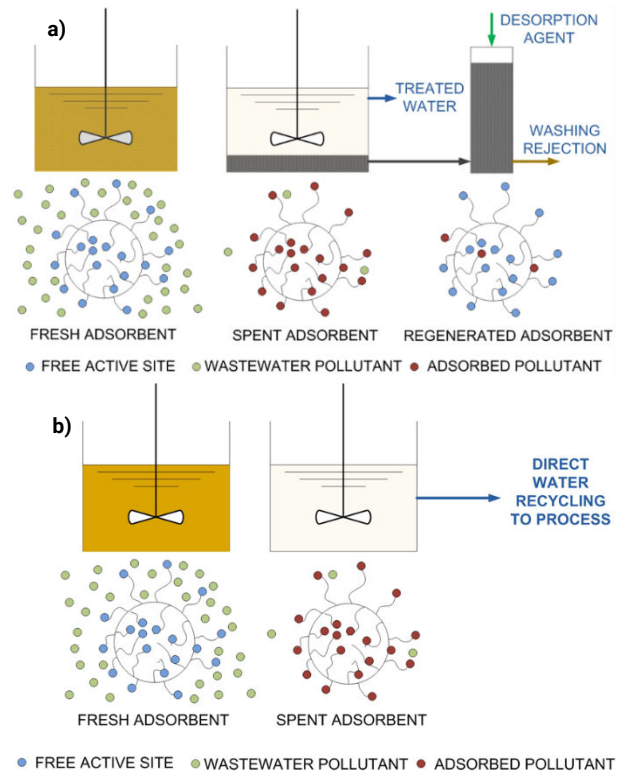 a)
DESORPTION
AGENT
TREATED
WATER
WASHING
REJECTION
FRESH ADSORBENT
SPENT ADSORBENT
REGENERATED ADSORBENT
FREE ACTIVE SITE
WASTEWATER POLLUTANT
ADSORBED POLLUTANT
b)
DIRECT
WATER
RECYCLING
TO PROCESS
FRESH ADSORBENT
SPENT ADSORBENT
FREE ACTIVE SITE
WASTEWATER POLLUTANT
ADSORBED POLLUTANT